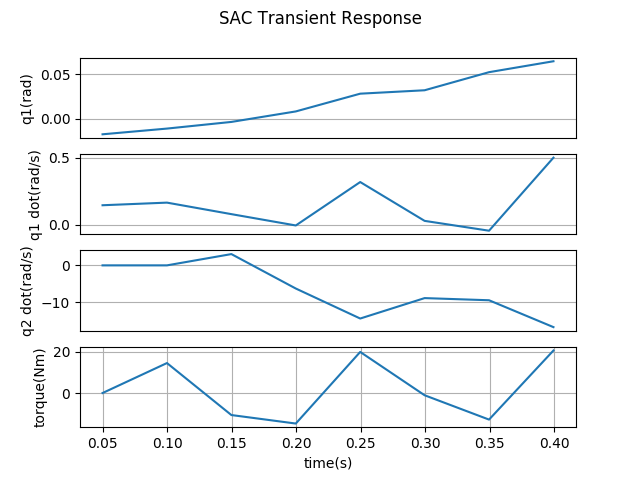 SAC Transient Response
q1(rad)
0.05
0.00
q1 dot(rad/s)
0.5
0.0
q2 dot(rad/s)
0
−10
torque(Nm)
20
0
0.05 0.10 0.15 0.20 0.25 0.30 0.35 0.40
time(s)